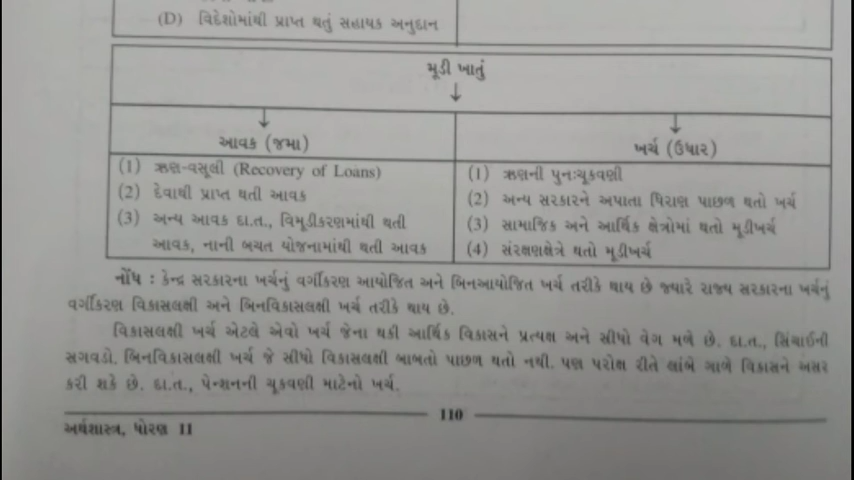 (D) વિદેશોમાંથી પ્રાપ્ત થતું સહાયક અનુદાન
મૂડી ખાતું
આવક (જમા)
(1) ઋણ-વસૂલી (Recovery of Loans)
(2) દેવાથી પ્રાપ્ત થતી આવક
(3) અન્ય આવક દા.ત., વિમૂડીકરણમાંથી થતી
આવક, નાની બચત યોજનામાંથી થતી આવક
ખર્ચ (ઉધાર)
(1) ઋણની પુનઃચૂકવણી
(2) અન્ય સરકારને અપાતા ધિરાણ પાછળ થતો ખર્ચ
(3) સામાજિક અને આર્થિક ક્ષેત્રોમાં થતો મૂડીખર્ચ
(4) સંરક્ષણક્ષેત્રે થતો મૂડીખર્ચ
નોંધ : કેન્દ્ર સરકારના ખર્ચનું વર્ગીકરણ આયોજિત અને બિનઆયોજિત ખર્ચ તરીકે થાય છે જ્યારે રાજ્ય સરકારના ખર્ચનું
વર્ગીકરણ વિકાસલક્ષી અને બિનવિકાસલક્ષી ખર્ચ તરીકે થાય છે.
વિકાસલક્ષી ખર્ચ એટલે એવો ખર્ચ જેના થકી આર્થિક વિકાસને પ્રત્યક્ષ અને સીધો વેગ મળે છે. દા.ત., સિંચાઈની
સગવડો. બિનવિકાસલક્ષી ખર્ચ જે સીધો વિકાસલક્ષી બાબતો પાછળ થતો નથી. પણ પરોક્ષ રીતે લાંબે ગાળે વિકાસને અસર
કરી શકે છે. દા.ત., પેન્શનની ચૂકવણી માટેનો ખર્ચ.
110
અર્થશાસ્ત્ર, ધોરણ 11